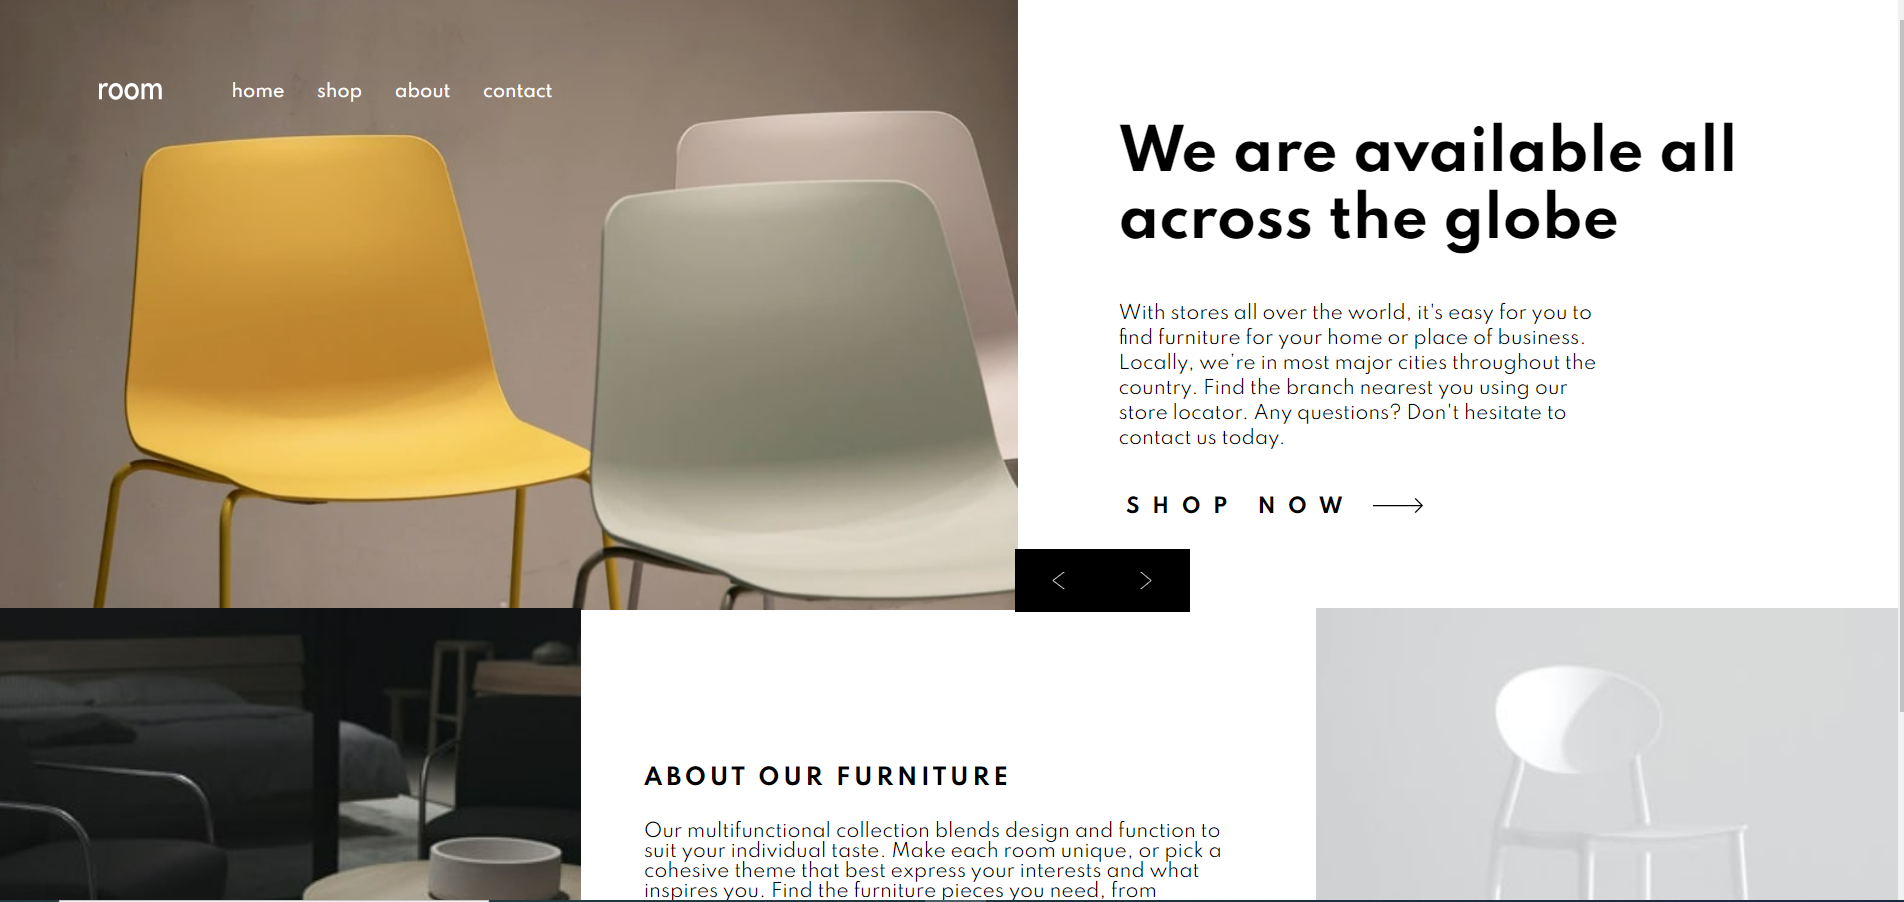 room
home shop about contact
We are available all
across the globe
With stores all over the world, it's easy for you to
find furniture for your home or place of business.
Locally, we’re in most major cities throughout the
country. Find the branch nearest you using our
store locator. Any questions? Don't hesitate to
contact us today.
SHOP NOW
ABOUT OUR FURNITURE
Our multifunctional collection blends design and function to
suit your individual taste. Make each room unique, or pick a
cohesive theme that best express your interests and what
inspires you. Find the furniture pieces you need, from